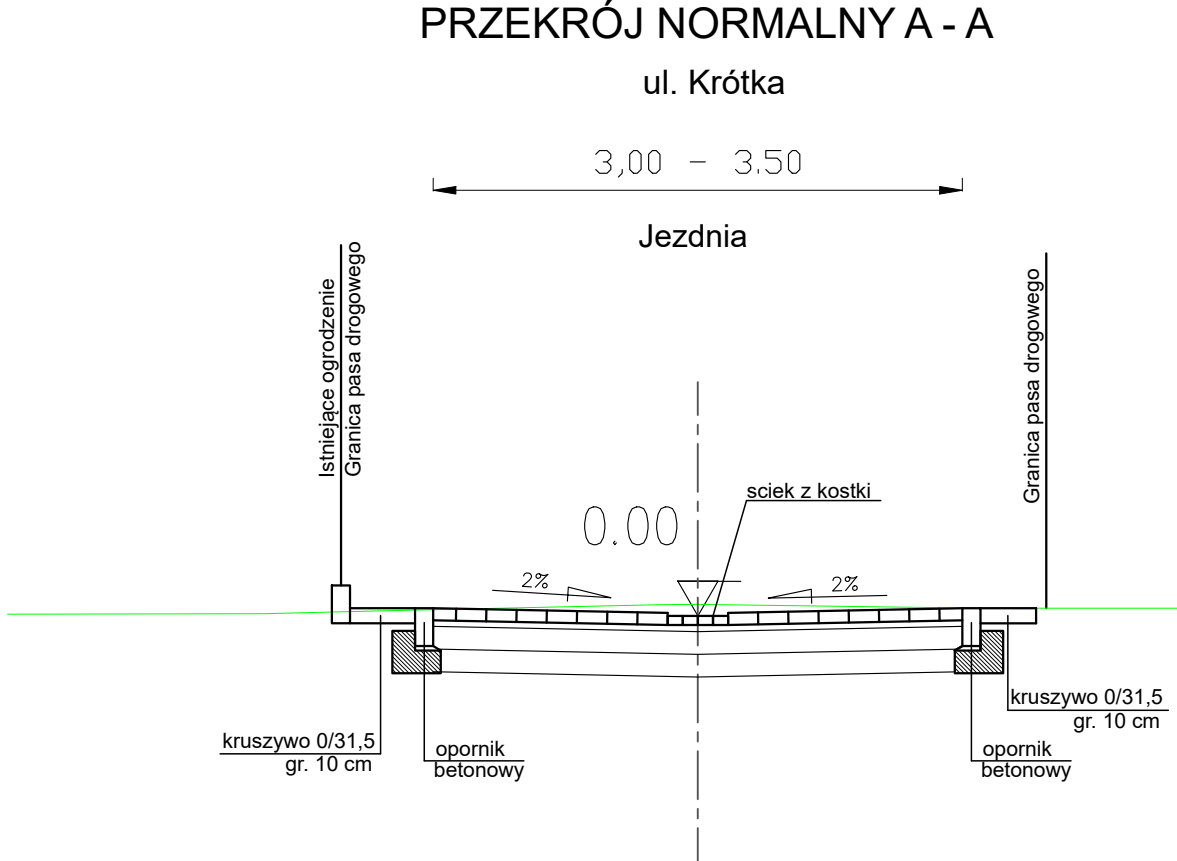 PRZEKRÓJ NORMALNY A - A
ul. Krótka
3,00 - 3.50
Jezdnia
Istniejące ogrodzenie
Granica pasa drogowego
Granica pasa drogowego
sciek z kostki
0.00
2%
2%
kruszywo 0/31,5
gr. 10 cm
opornik
betonowy
kruszywo 0/31,5
gr. 10 cm
opornik
betonowy